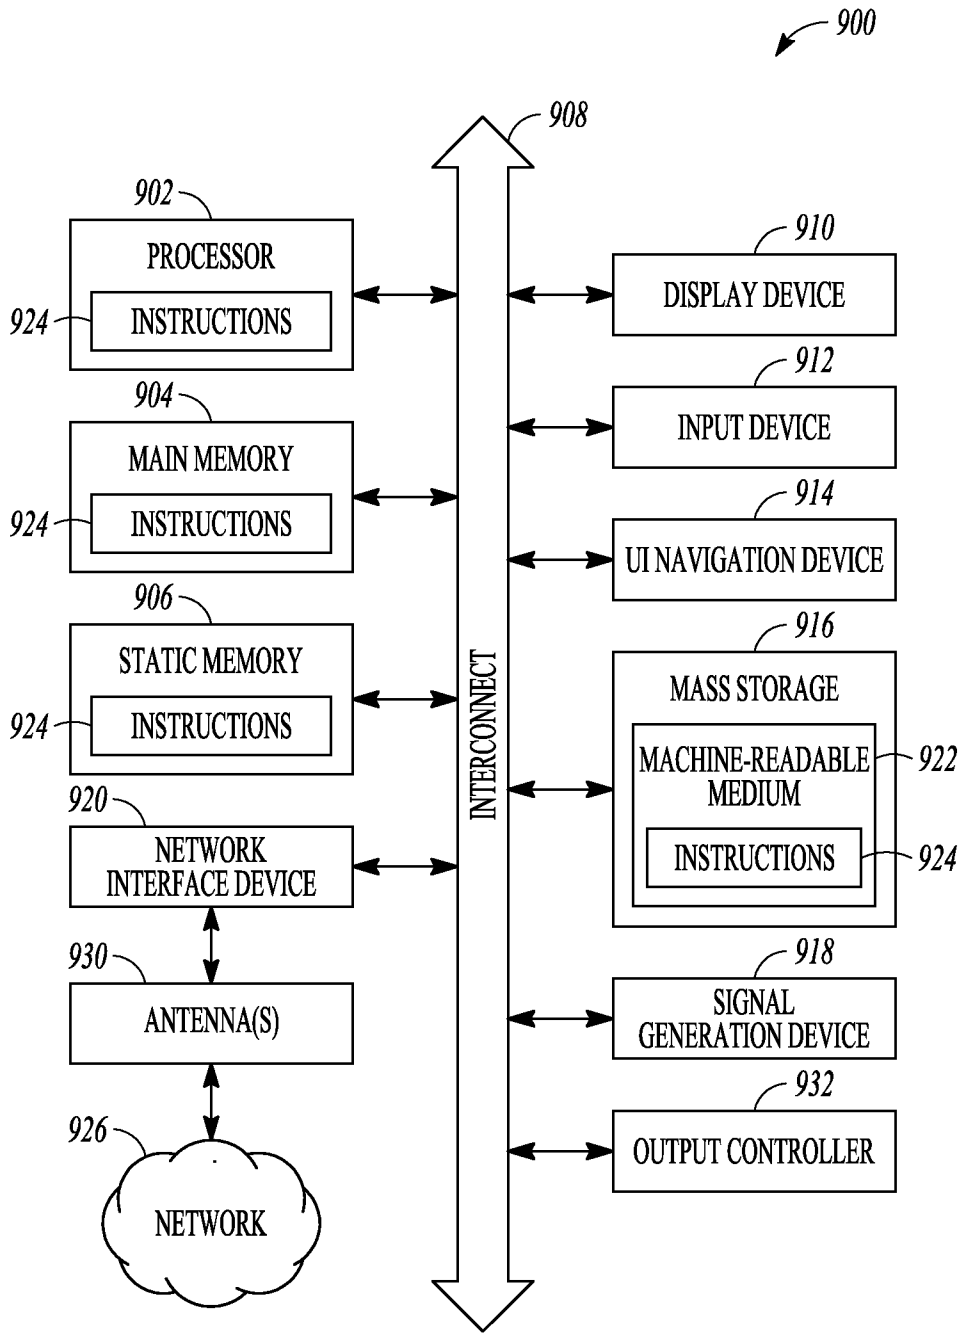 900
908
902
PROCESSOR
924
INSTRUCTIONS
904
MAIN MEMORY
924
INSTRUCTIONS
906
STATIC MEMORY
924
INSTRUCTIONS
920
NETWORK
INTERFACE DEVICE
930
ANTENNA(S)
926
NETWORK
INTERCONNECT
910
DISPLAY DEVICE
912
INPUT DEVICE
914
UI NAVIGATION DEVICE
916
MASS STORAGE
MACHINE-READABLE
MEDIUM
922
INSTRUCTIONS
924
918
SIGNAL
GENERATION DEVICE
932
OUTPUT CONTROLLER